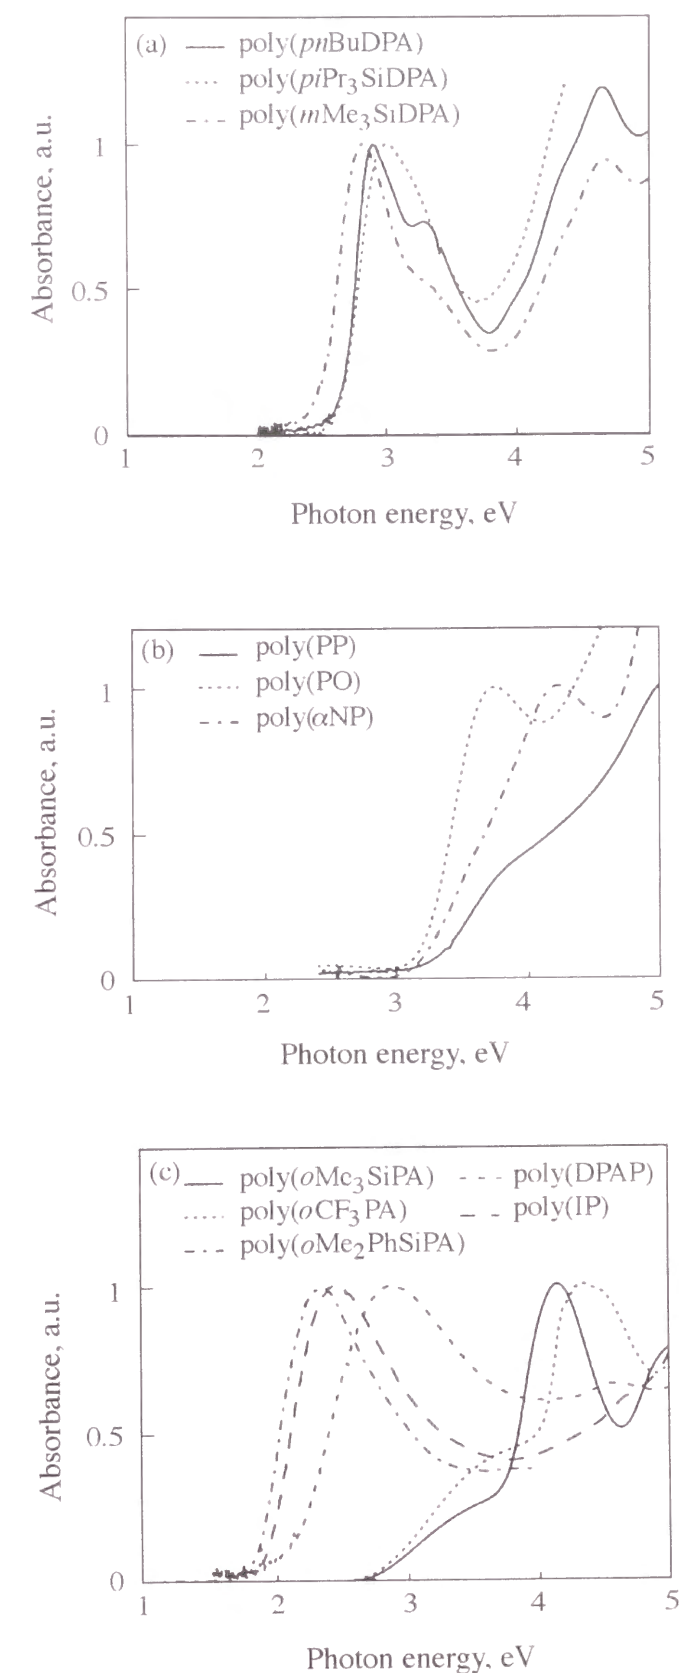 (a) — poly(pnBuDPA)
poly(piPr3SiDPA)
poly(mMe3SiDPA)
Absorbance, a.u.
1
0.5
0
1 2 3 4 5
Photon energy, eV
(b) — poly(PP)
poly(PO)
poly(αNP)
Absorbance, a.u.
1
0.5
0
1 2 3 4 5
Photon energy, eV
(c) — poly(oMe3SiPA) --- poly(DPAP)
poly(oCF3PA) — - poly(IP)
poly(oMe2PhSiPA)
Absorbance, a.u.
1
0.5
0
1 2 3 4 5
Photon energy, eV